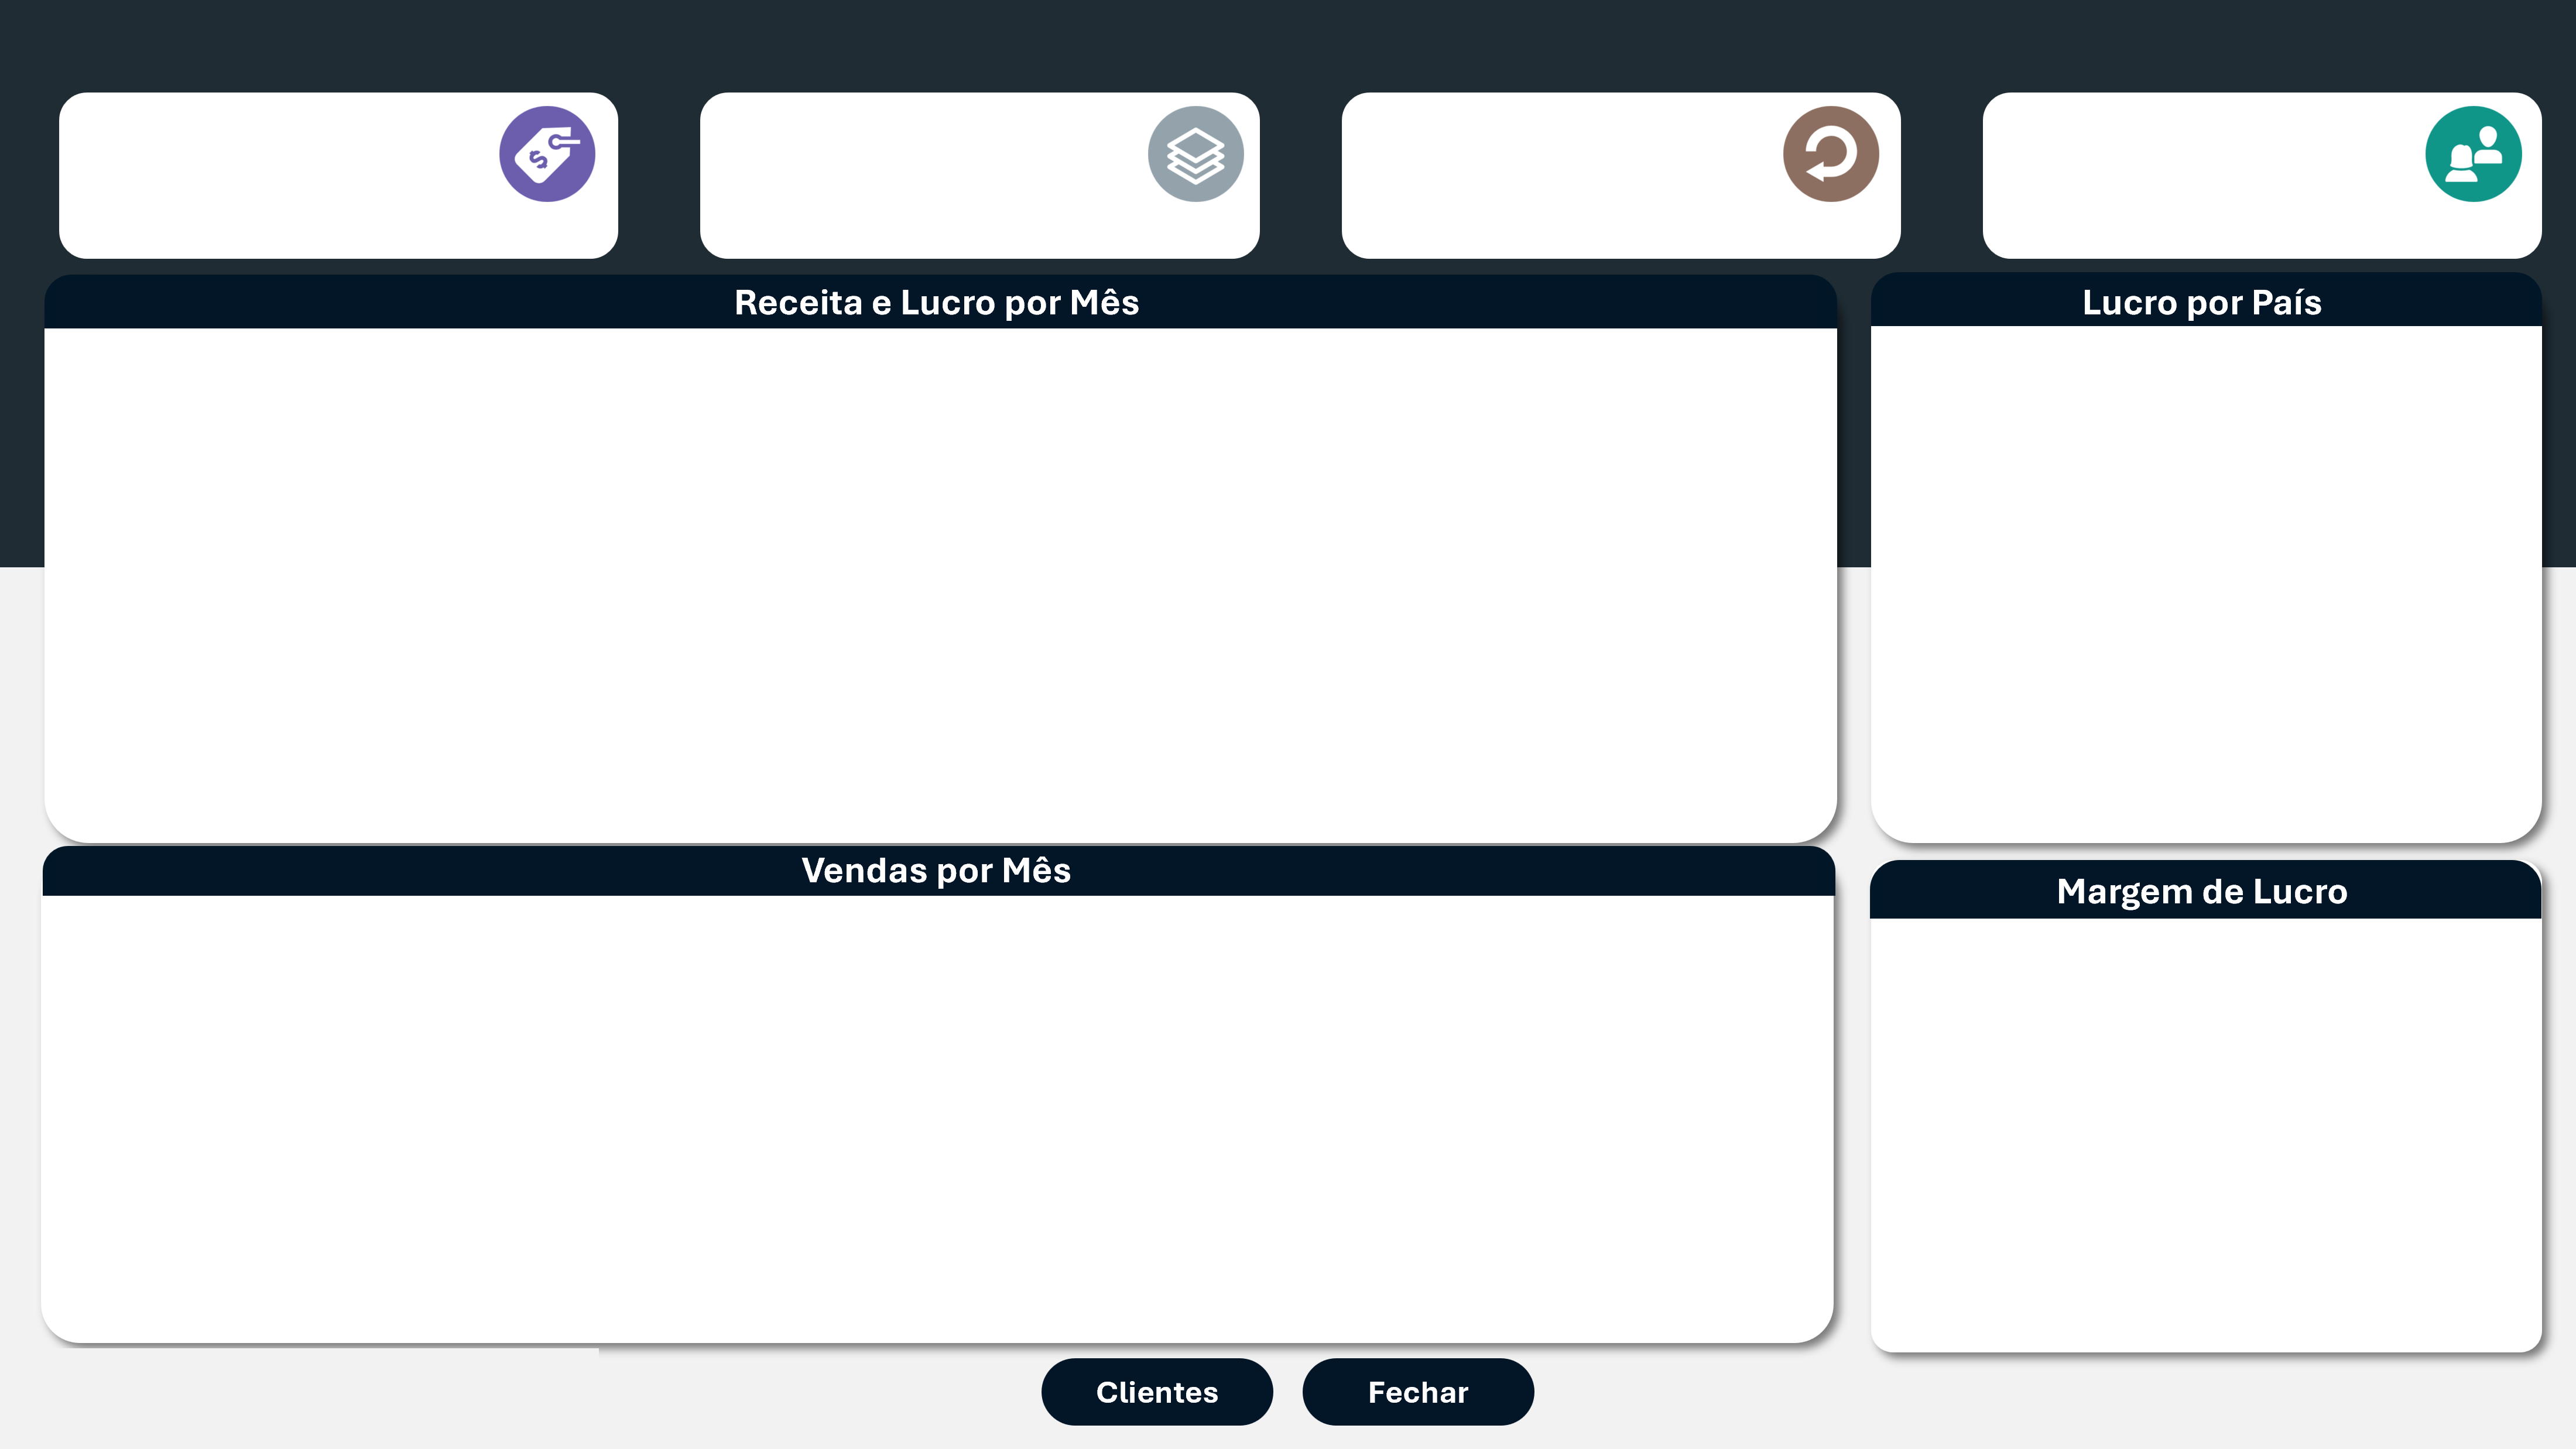 $
Receita e Lucro por Mês
Lucro por País
Vendas por Mês
Margem de Lucro
Clientes
Fechar